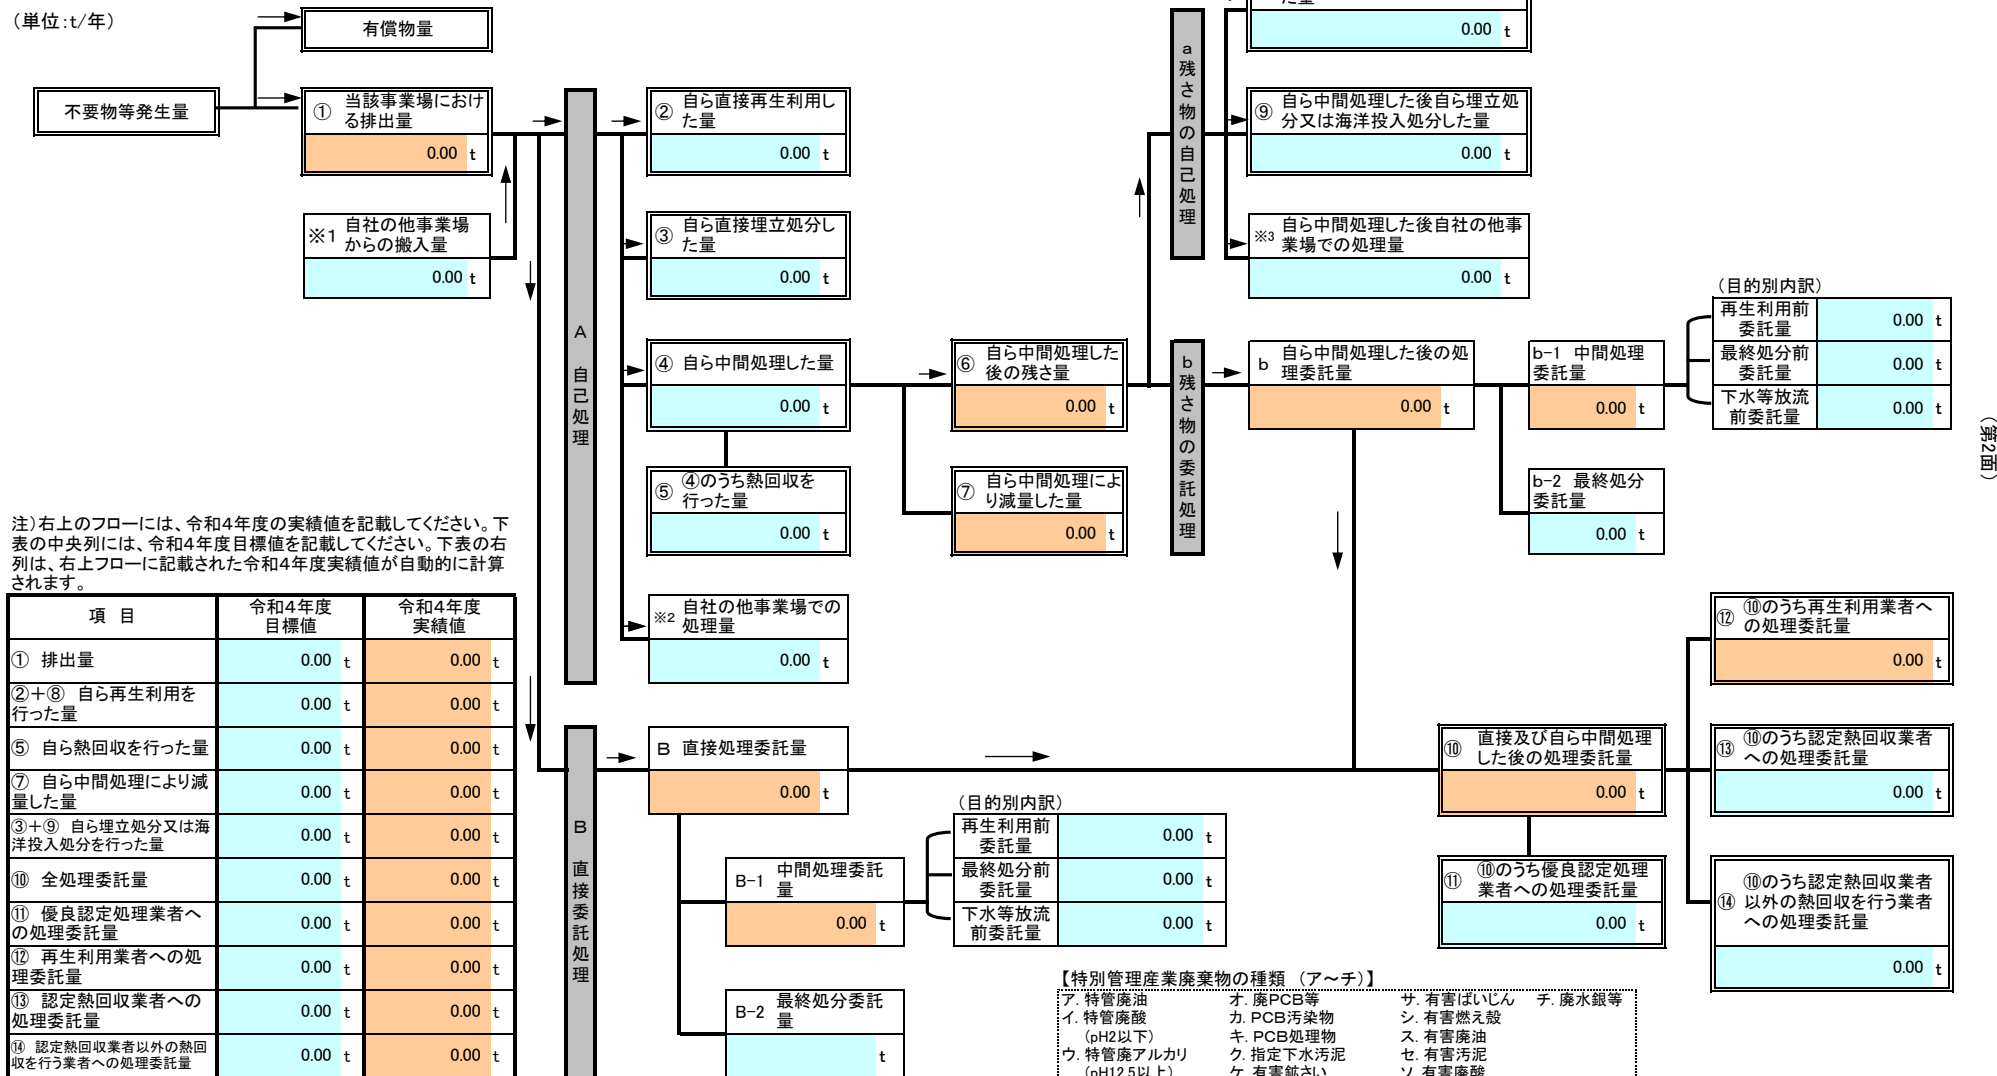 (単位:t/年)
有償物量
不要物等発生量
① 当該事業場におけ
る排出量
0.00 t
※1 自社の他事業場
からの搬入量
0.00 t
A 自己処理
② 自ら直接再生利用し
た量
0.00 t
③ 自ら直接埋立処分し
た量
0.00 t
④ 自ら中間処理した量
0.00 t
⑤ ④のうち熱回収を
行った量
0.00 t
※2 自社の他事業場での
処理量
0.00 t
⑥ 自ら中間処理した
後の残さ量
0.00 t
⑦ 自ら中間処理によ
り減量した量
0.00 t
a 残さ物の自己処理
た量
0.00 t
⑨ 自ら中間処理した後自ら埋立処
分又は海洋投入処分した量
0.00 t
※3 自ら中間処理した後自社の他事
業場での処理量
0.00 t
b 残さ物の委託処理
b 自ら中間処理した後の処
理委託量
0.00 t
b-1 中間処理
委託量
0.00 t
b-2 最終処分
委託量
0.00 t
(目的別内訳)
再生利用前
委託量
0.00 t
最終処分前
委託量
0.00 t
下水等放流
前委託量
0.00 t
(第2面)
注)右上のフローには、令和4年度の実績値を記載してください。下
表の中央列には、令和4年度目標値を記載してください。下表の右
列は、右上フローに記載された令和4年度実績値が自動的に計算
されます。
項 目 令和4年度 令和4年度
目標値 実績値
① 排出量 0.00 t 0.00 t
②+⑧ 自ら再生利用を
行った量 0.00 t 0.00 t
⑤ 自ら熱回収を行った量 0.00 t 0.00 t
⑦ 自ら中間処理により減
量した量 0.00 t 0.00 t
③+⑨ 自ら埋立処分又は海
洋投入処分を行った量 0.00 t 0.00 t
⑩ 全処理委託量 0.00 t 0.00 t
⑪ 優良認定処理業者へ
の処理委託量 0.00 t 0.00 t
⑫ 再生利用業者への処
理委託量 0.00 t 0.00 t
⑬ 認定熱回収業者への
処理委託量 0.00 t 0.00 t
⑭ 認定熱回収業者以外の熱回
収を行う業者への処理委託量 0.00 t 0.00 t
B 直接委託処理
B 直接処理委託量
0.00 t
B-1 中間処理委託
量
0.00 t
B-2 最終処分委託
量
t
(目的別内訳)
再生利用前
委託量
0.00 t
最終処分前
委託量
0.00 t
下水等放流
前委託量
0.00 t
⑩ 直接及び自ら中間処理
した後の処理委託量
0.00 t
⑪ ⑩のうち優良認定処理
業者への処理委託量
0.00 t
⑫ ⑩のうち再生利用業者へ
の処理委託量
0.00 t
⑬ ⑩のうち認定熱回収業者
への処理委託量
0.00 t
⑭ ⑩のうち認定熱回収業者
以外の熱回収を行う業者
への処理委託量
0.00 t
【特別管理産業廃棄物の種類 (ア~チ)】
ア. 特管廃油 オ. 廃PCB等 サ. 有害ばいじん チ. 廃水銀等
イ. 特管廃酸 カ. PCB汚染物 シ. 有害燃え殻
(pH2以下) キ. PCB処理物 ス. 有害廃油
ウ. 特管廃アルカリ ク. 指定下水汚泥 セ. 有害汚泥
(pH12.5以上) ケ. 有害鉱さい ソ. 有害廃酸